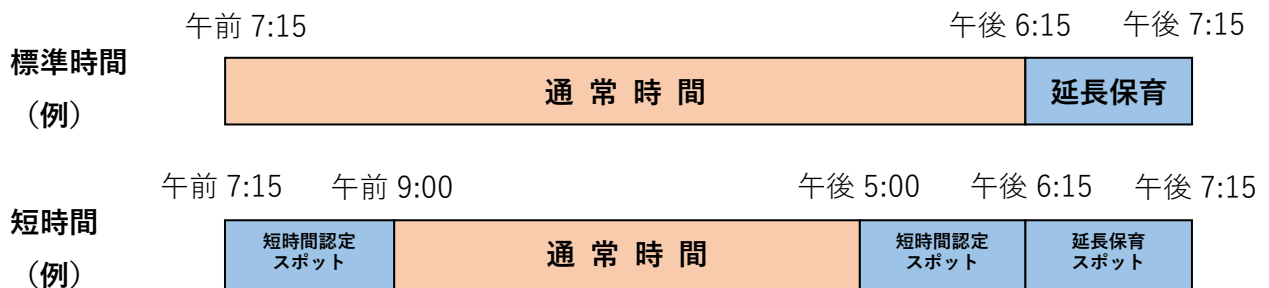 午前 7:15 午後 6:15 午後 7:15
標準時間
（例）
通 常 時 間 延長保育
午前 7:15 午前 9:00 午後 5:00 午後 6:15 午後 7:15
短時間
（例）
短時間認定
スポット
通 常 時 間
短時間認定
スポット
延長保育
スポット